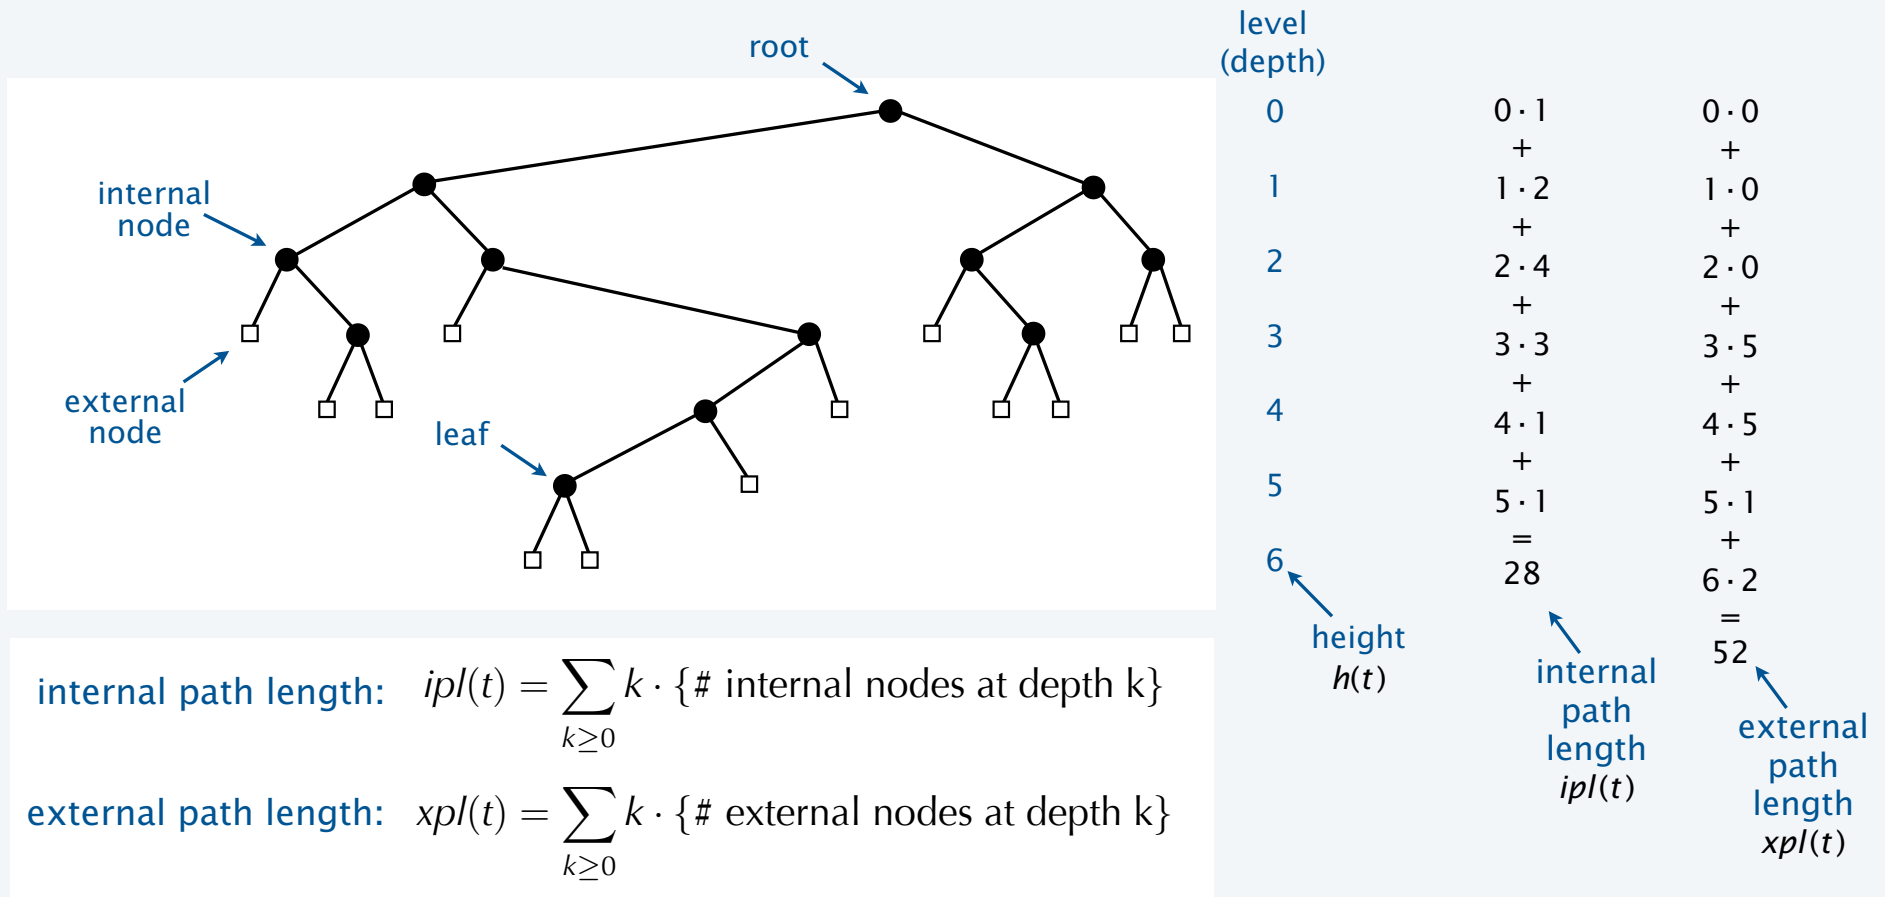 root
internal
node
external
node
leaf
level
(depth)
0
1
2
3
4
5
6
height
h(t)
0·1
+
1·2
+
2·4
+
3·3
+
4·1
+
5·1
=
28
internal
path
length
ipl(t)
0·0
+
1·0
+
2·0
+
3·5
+
4·5
+
5·1
+
6·2
=
52
external
path
length
xpl(t)
internal path length: ipl(t) = ∑ k · {# internal nodes at depth k}
k≥0
external path length: xpl(t) = ∑ k · {# external nodes at depth k}
k≥0